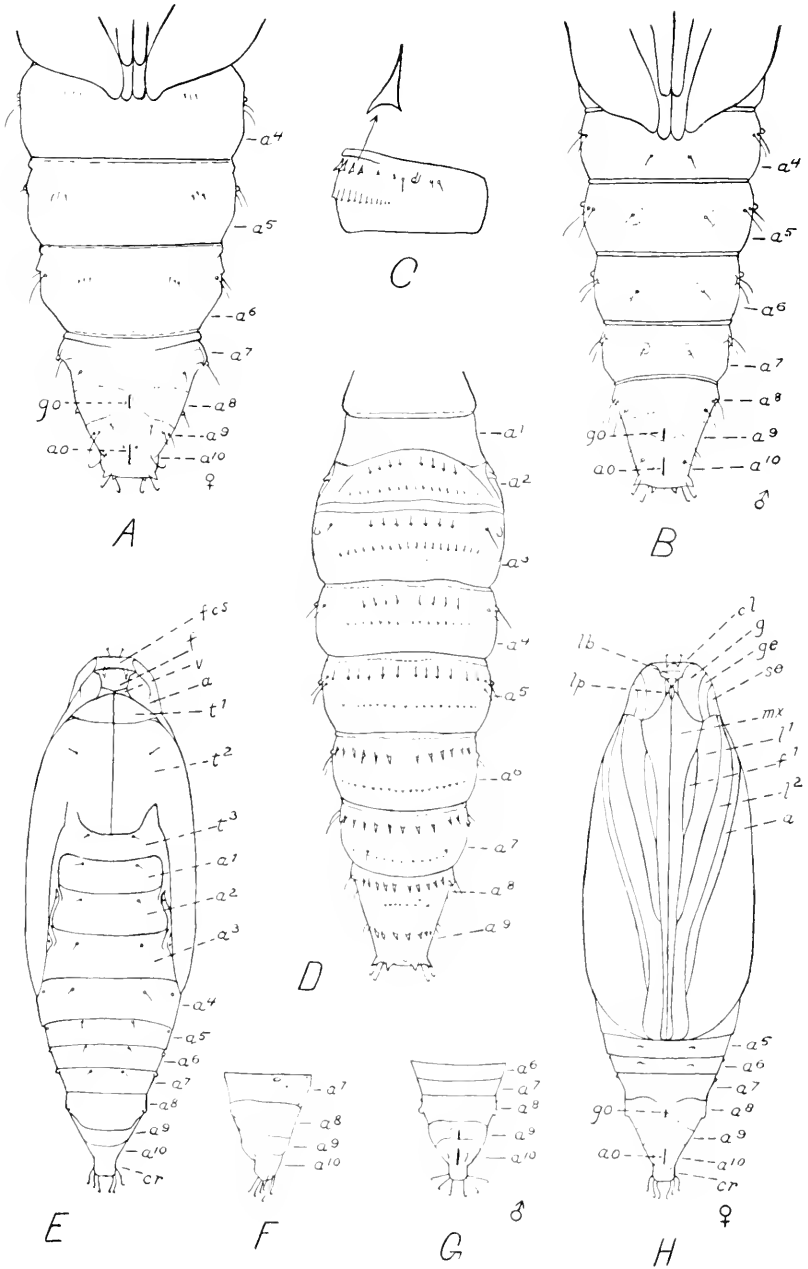 a4
a5
a6
a7
go
a8
a9
ao
a10
♀
A
C
a4
a5
a6
a7
a8
go
a9
ao
a10
♂
B
a1
a2
a3
a4
a5
a6
a7
a8
a9
D
fcs
f
v
a
t1
t2
t3
a1
a2
a3
a4
a5
a6
a7
a8
a9
a10
cr
E
a7
a8
a9
a10
F
a6
a7
a8
a9
a10
♂
G
cl
g
ge
se
lb
lp
mx
l1
f1
l2
a
a5
a6
a7
go
a8
a9
ao
a10
cr
♀
H